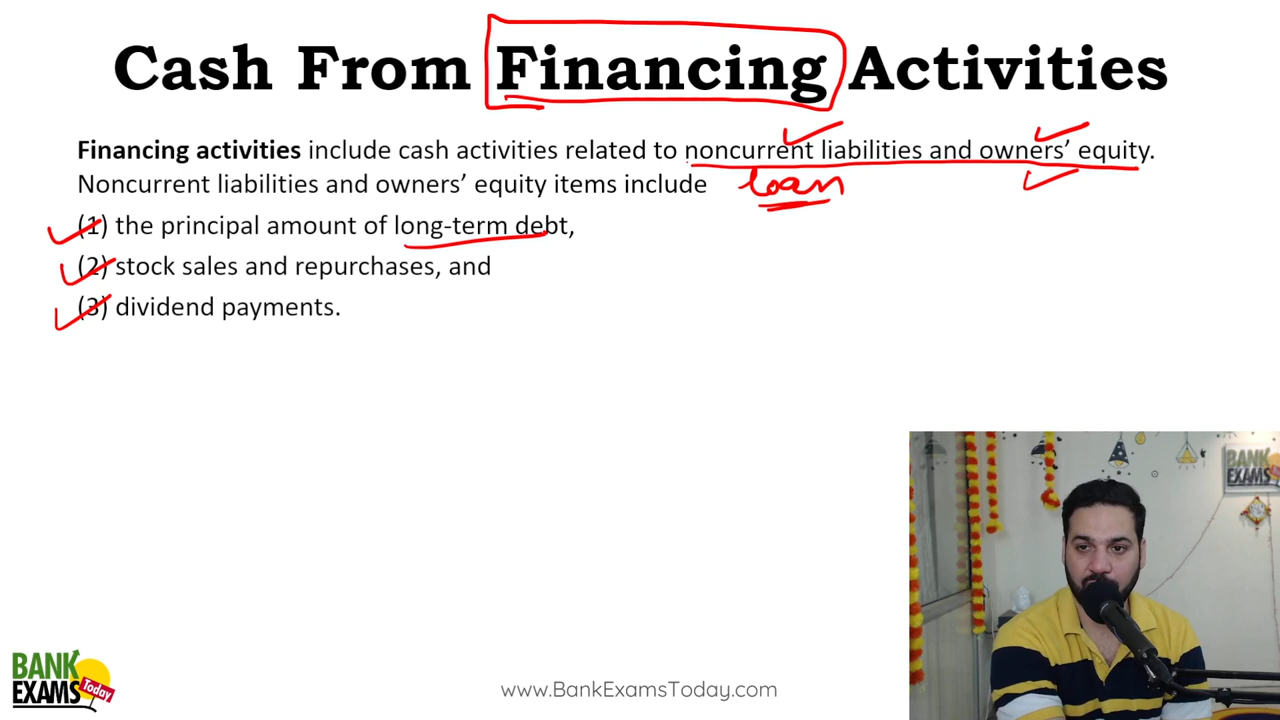 Cash From Financing Activities
Financing activities include cash activities related to noncurrent liabilities and owners’ equity.
Noncurrent liabilities and owners’ equity items include loan
(1) the principal amount of long-term debt,
(2) stock sales and repurchases, and
(3) dividend payments.
BANK
EXAMS
BANK
EXAMS
Today
www.BankExamsToday.com